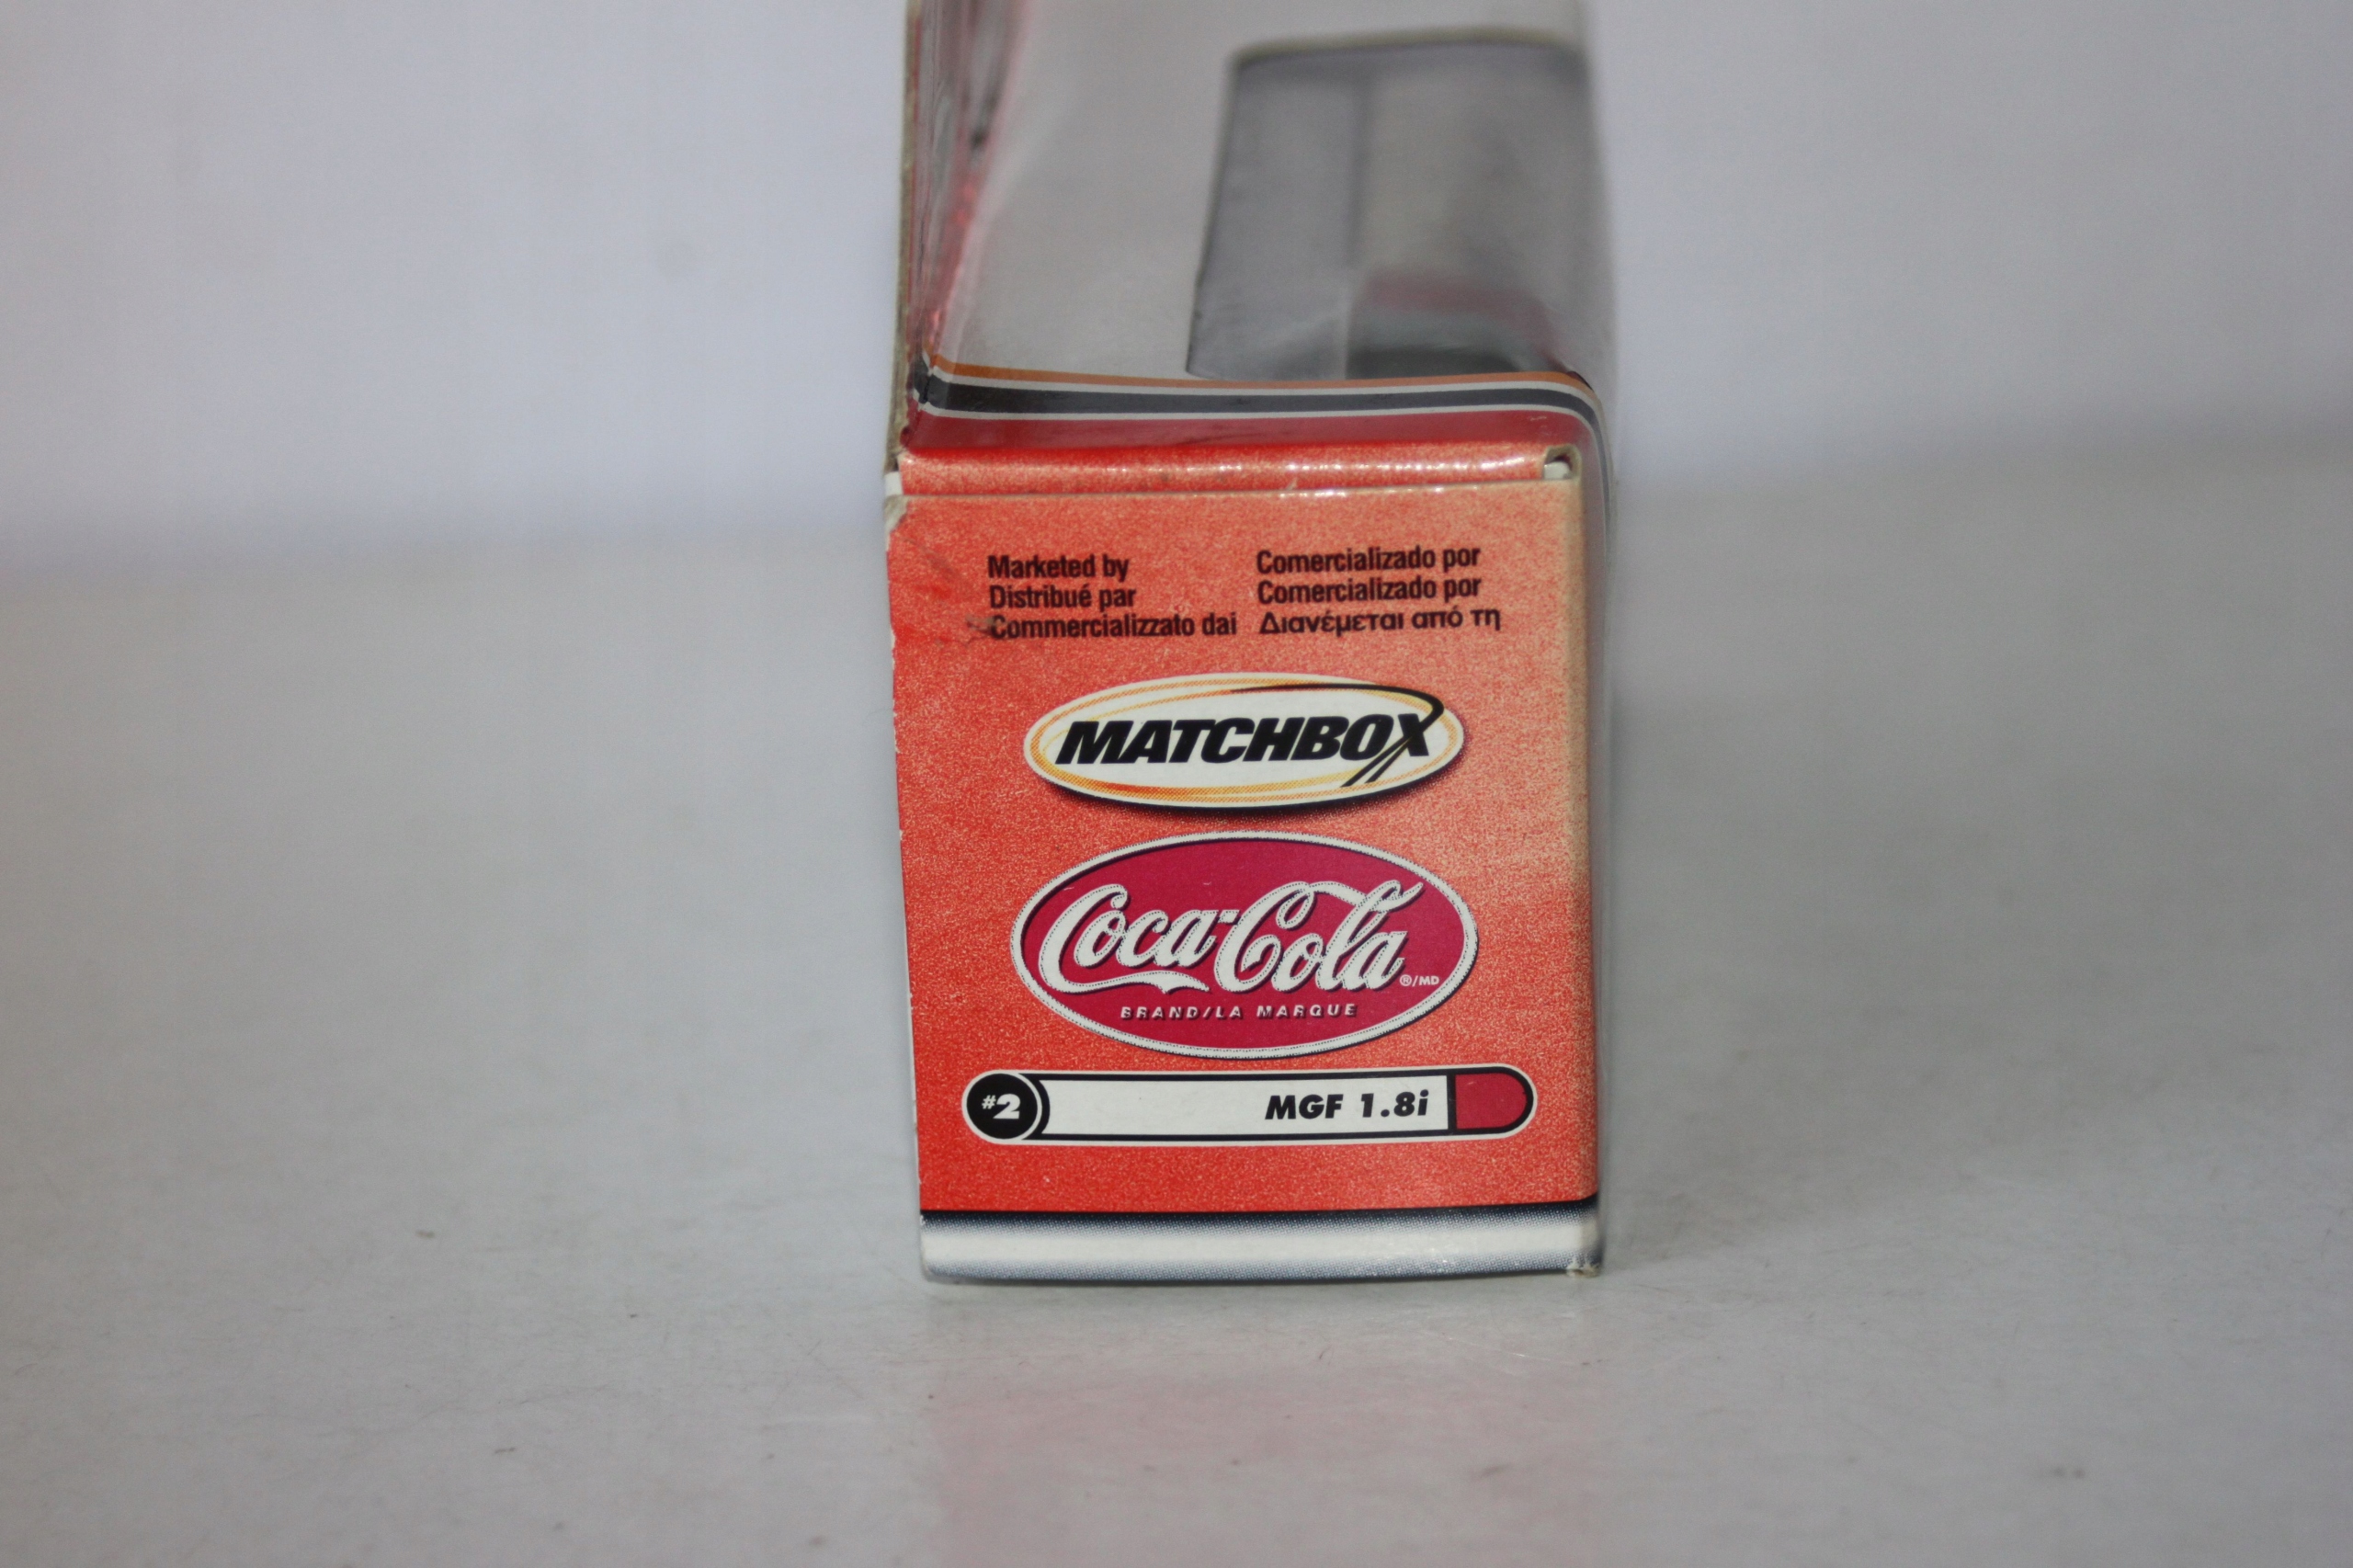 Marketed by
Distribué par
Commercializzato dai
Comercializado por
Comercializado por
Διανέμεται από τη
MATCHBOX
Coca-Cola ®/MD
BRAND/LA MARQUE
#2 MGF 1.8i